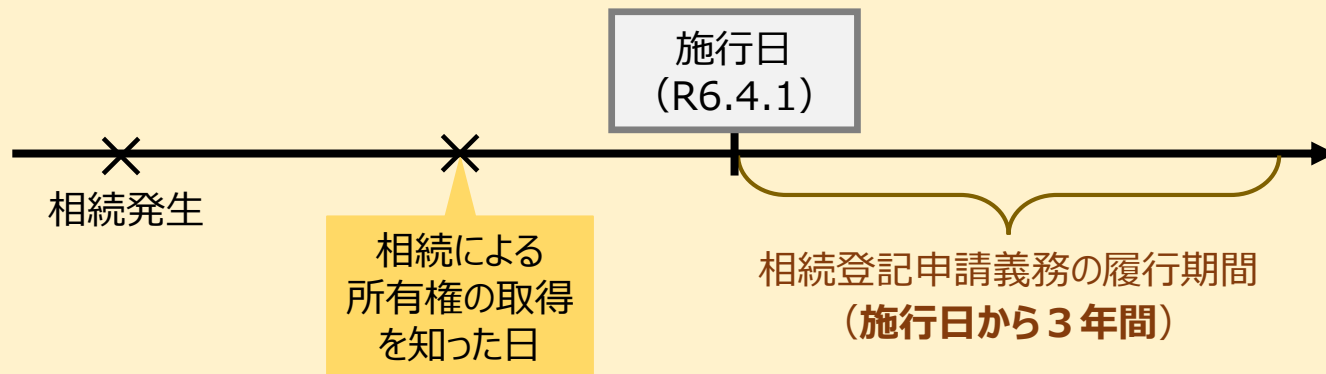 施行日
（R6.4.1）
相続発生
相続による
所有権の取得
を知った日
相続登記申請義務の履行期間
（施行日から３年間）